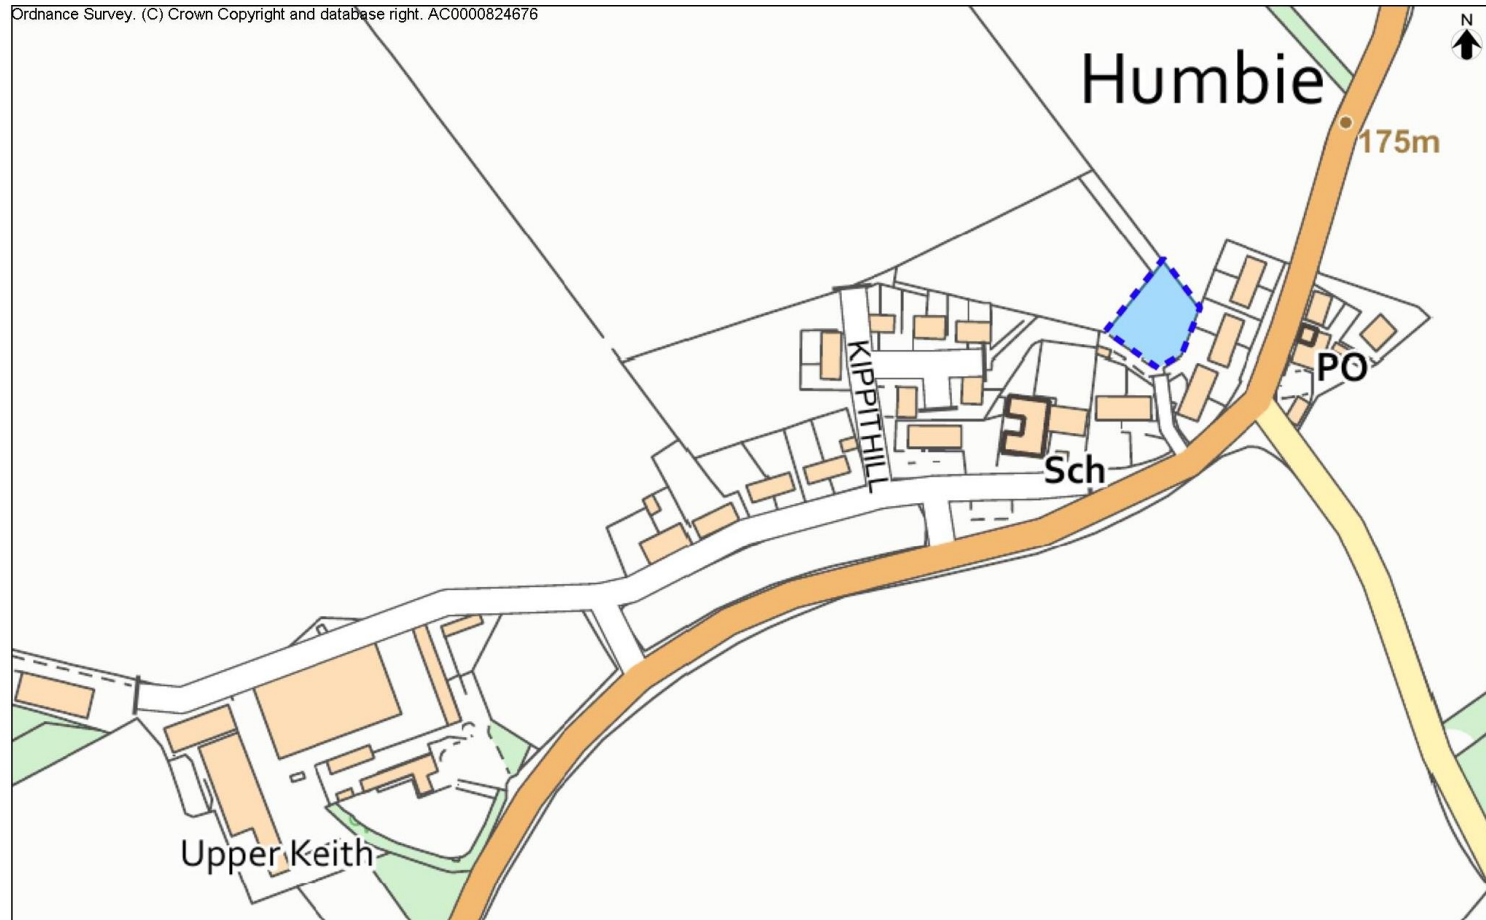 Ordnance Survey. (C) Crown Copyright and database right. AC0000824676
N
Humbie
175m
KIPPITHILL
PO
Sch
Upper Keith